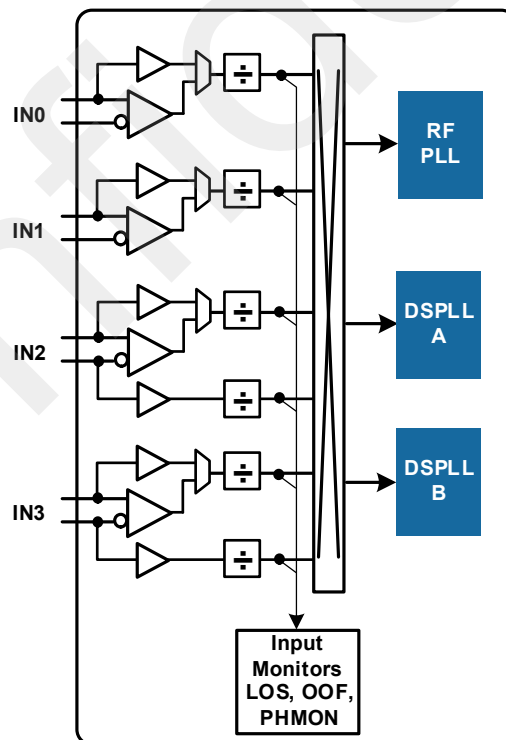 IN0
IN1
IN2
IN3
÷
÷
÷
÷
÷
÷
RF
PLL
DSPLL
A
DSPLL
B
Input
Monitors
LOS, OOF,
PHMON